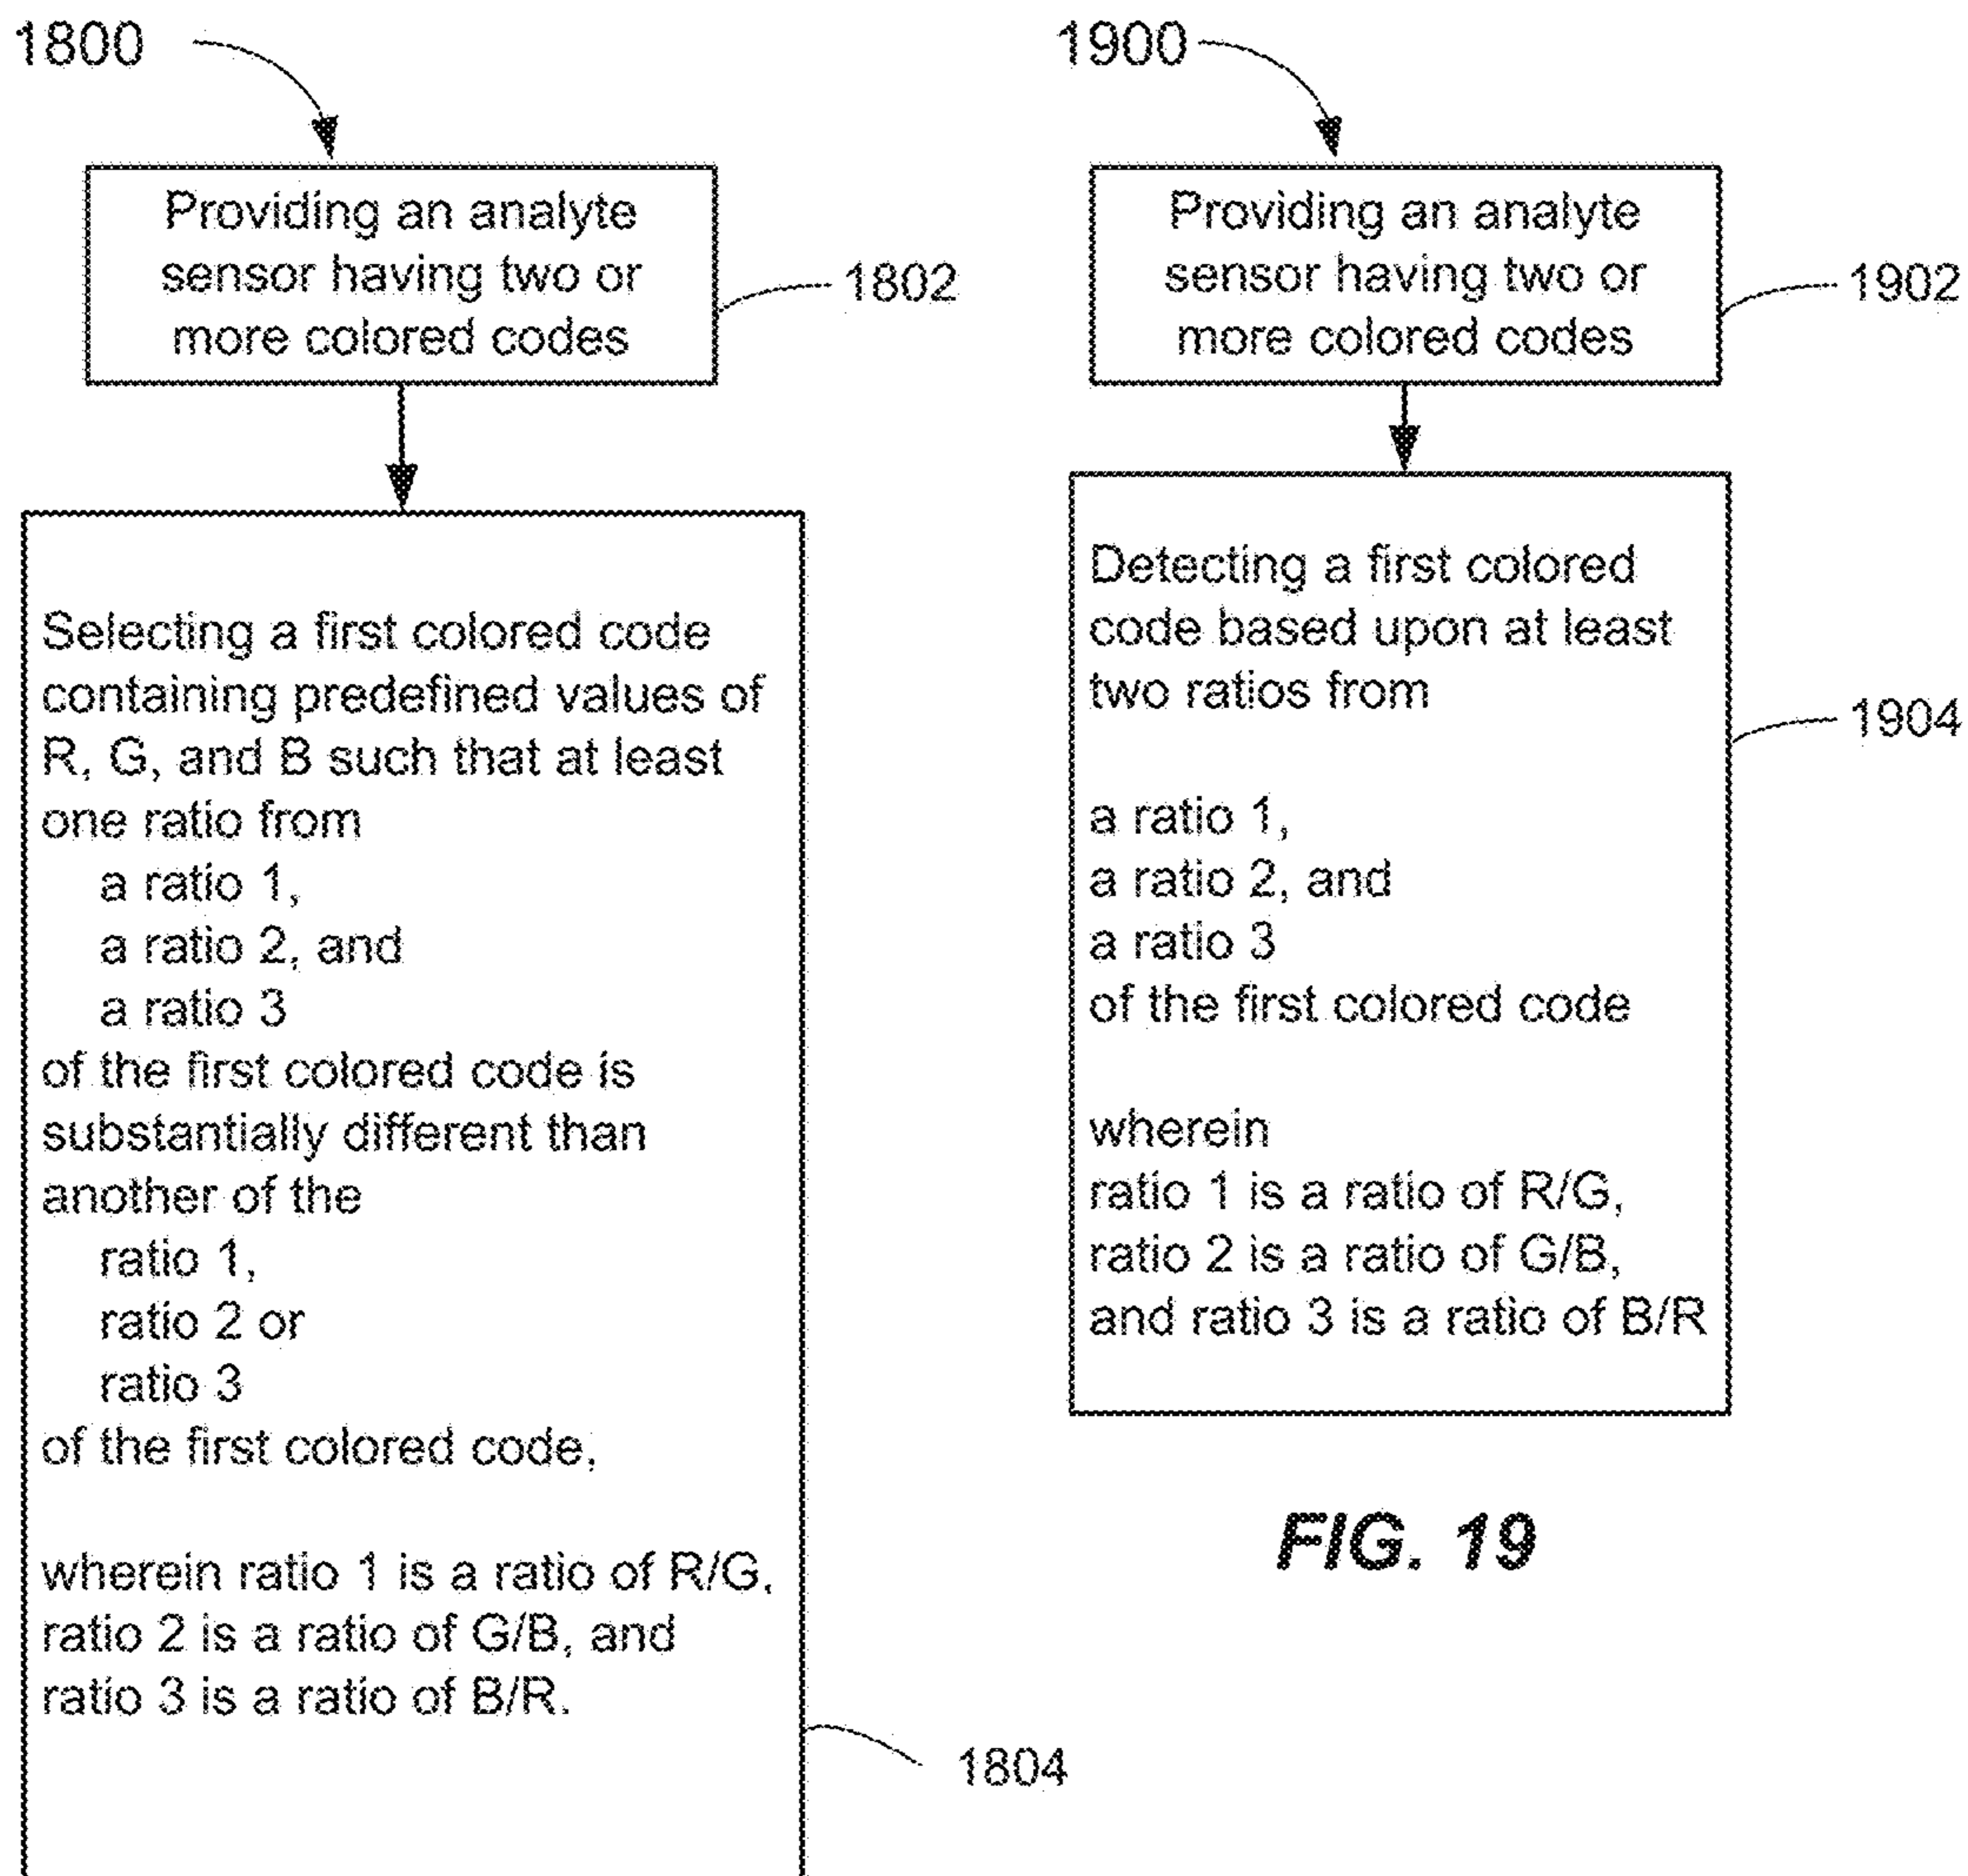 1800
Providing an analyte
sensor having two or
more colored codes
1802
Selecting a first colored code
containing predefined values of
R, G, and B such that at least
one ratio from
a ratio 1,
a ratio 2, and
a ratio 3
of the first colored code is
substantially different than
another of the
ratio 1,
ratio 2 or
ratio 3
of the first colored code,
wherein ratio 1 is a ratio of R/G,
ratio 2 is a ratio of G/B, and
ratio 3 is a ratio of B/R.
1804
1900
Providing an analyte
sensor having two or
more colored codes
1902
Detecting a first colored
code based upon at least
two ratios from
a ratio 1,
a ratio 2, and
a ratio 3
of the first colored code
wherein
ratio 1 is a ratio of R/G,
ratio 2 is a ratio of G/B,
and ratio 3 is a ratio of B/R
1904
FIG. 19